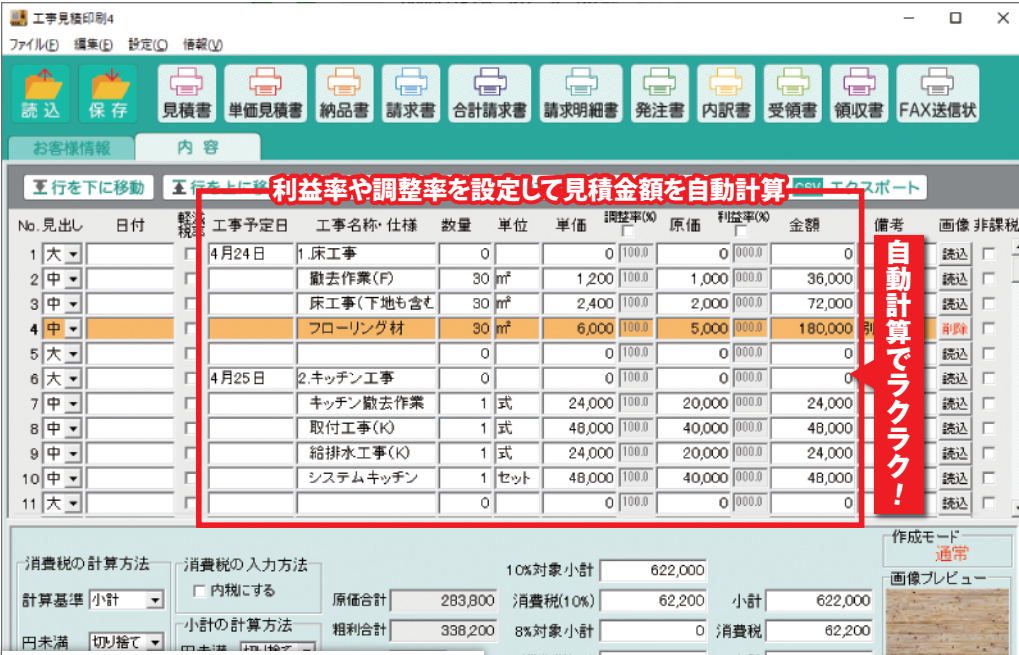 工事見積印刷4
ファイル(F) 編集(E) 設定(C) 情報(V)
読込 保存 見積書 単価見積書 納品書 請求書 合計請求書 請求明細書 発注書 内訳書 受領書 領収書 FAX送信状
お客様情報 内容
行を下に移動 行を上に移 利益率や調整率を設定して見積金額を自動計算 CSV エクスポート
No. 見出し 日付 軽減税率 工事予定日 工事名称・仕様 数量 単位 単価 調整率(%) 原価 利益率(%) 金額 備考 画像 非課税
1 大 4月24日 1.床工事 0 0 100.0 0 000.0 0 読込
2 中 撤去作業(F) 30 ㎡ 1,200 100.0 1,000 000.0 36,000 読込
3 中 床工事(下地も含む 30 ㎡ 2,400 100.0 2,000 000.0 72,000 読込
4 中 フローリング材 30 ㎡ 6,000 100.0 5,000 000.0 180,000 削除
5 大 0 0 100.0 0 000.0 0 読込
6 大 4月25日 2.キッチン工事 0 0 100.0 0 000.0 0 読込
7 中 キッチン撤去作業 1 式 24,000 100.0 20,000 000.0 24,000 読込
8 中 取付工事(K) 1 式 48,000 100.0 40,000 000.0 48,000 読込
9 中 給排水工事(K) 1 式 24,000 100.0 20,000 000.0 24,000 読込
10 中 システムキッチン 1 セット 48,000 100.0 40,000 000.0 48,000 読込
11 大 0 0 100.0 0 000.0 0 読込
自動計算でラクラク!
作成モード
通常
画像プレビュー
消費税の計算方法 消費税の入力方法
内税にする
計算基準 小計
円未満 切り捨て
小計の計算方法
円未満 切り捨て
10%対象小計 622,000
原価合計 283,800 消費税(10%) 62,200 小計 622,000
粗利合計 338,200 8%対象小計 0 消費税 62,200